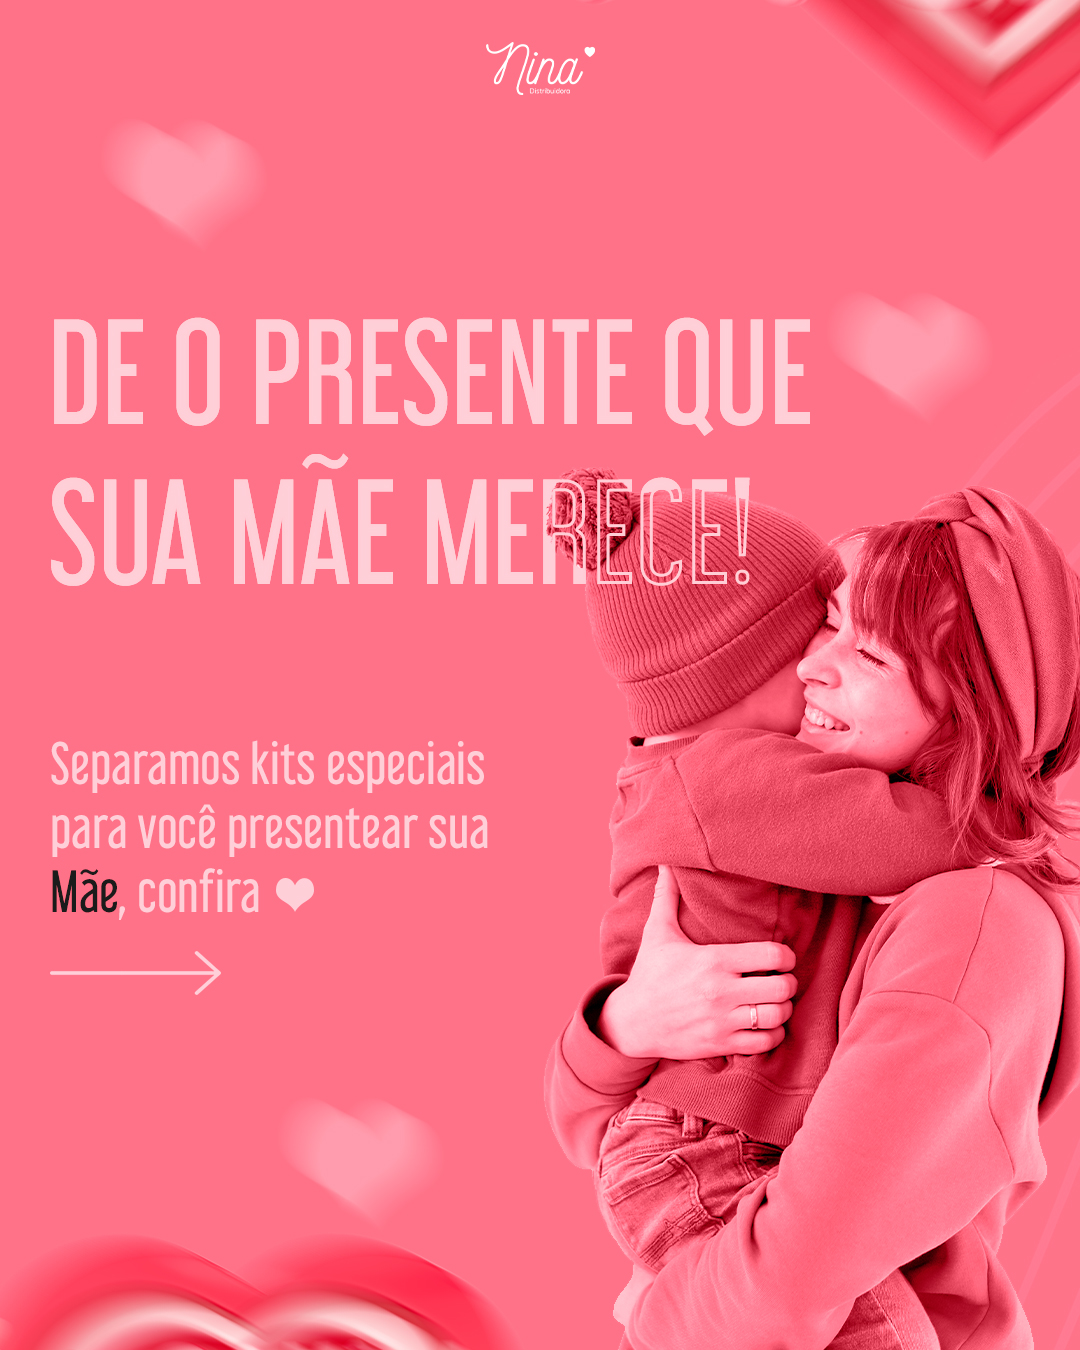 Nina
Distribuidora
DE O PRESENTE QUE
SUA MÃE MERECE!
Separamos kits especiais
para você presentear sua
Mãe, confira ❤